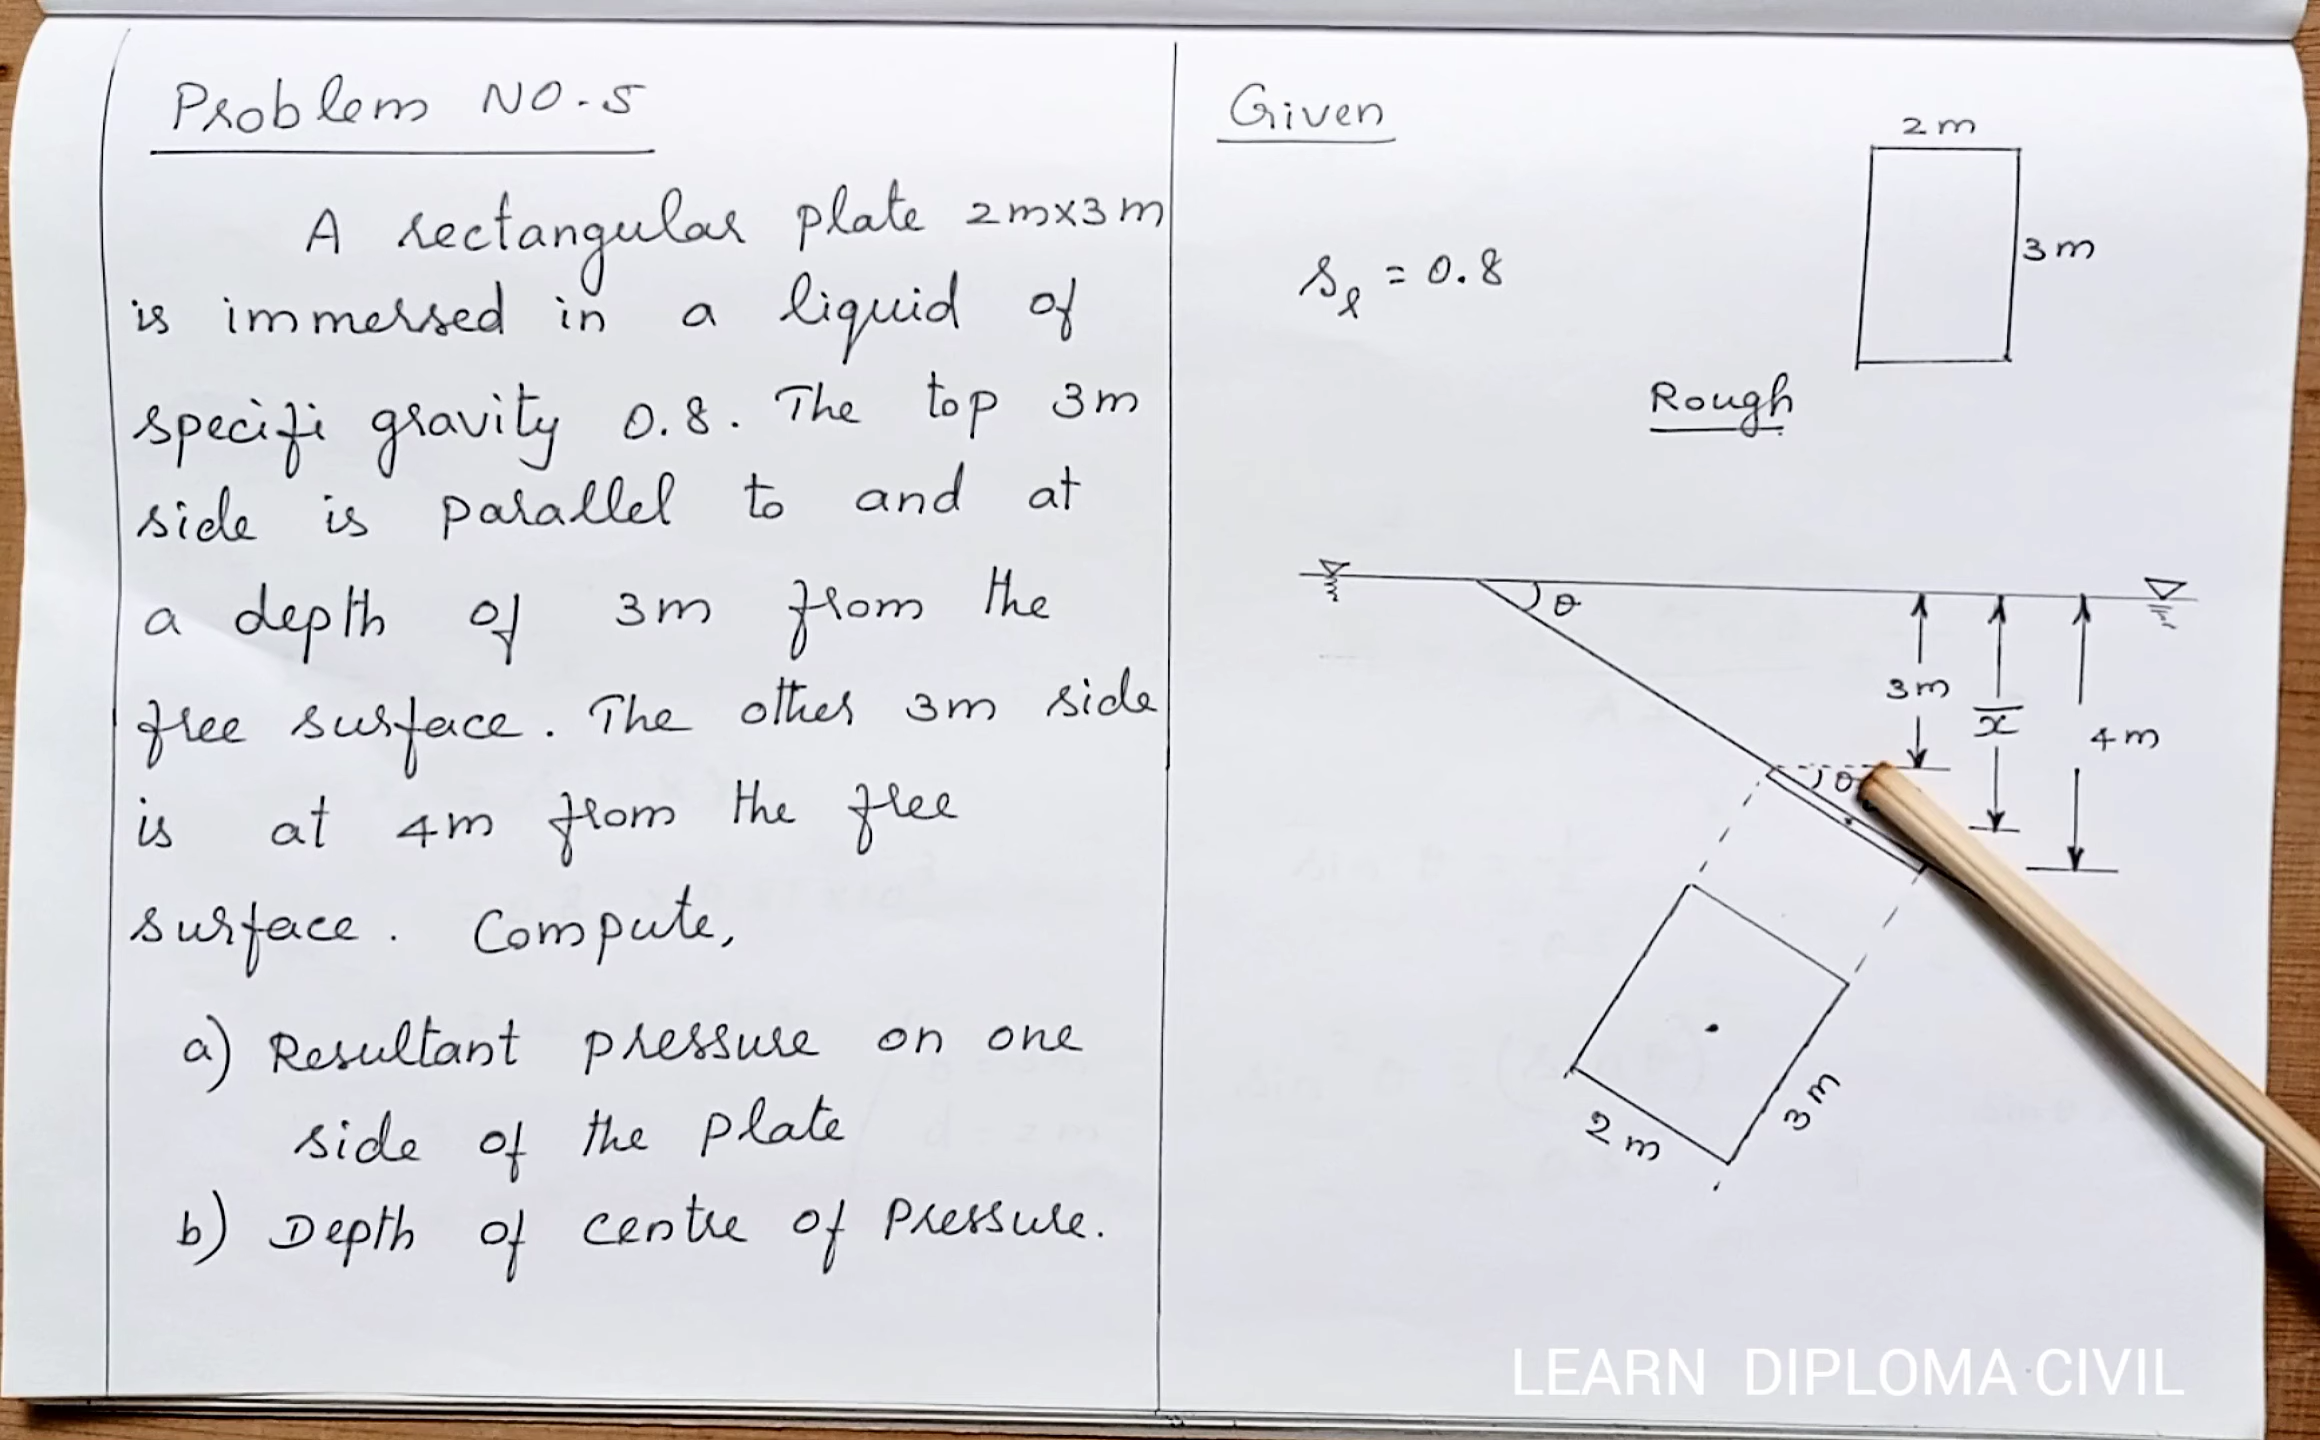 Problem NO-5
A rectangular plate 2mx3m
is immersed in a liquid of
specifi gravity 0.8. The top 3m
side is parallel to and at
a depth of 3m from the
free surface. The other 3m side
is at 4m from the free
surface. Compute,
a) Resultant pressure on one
side of the plate
b) Depth of centre of pressure.
Given
2m
3m
s_l = 0.8
Rough
θ
3m
x̄
4m
θ
2m
3m
LEARN DIPLOMA CIVIL